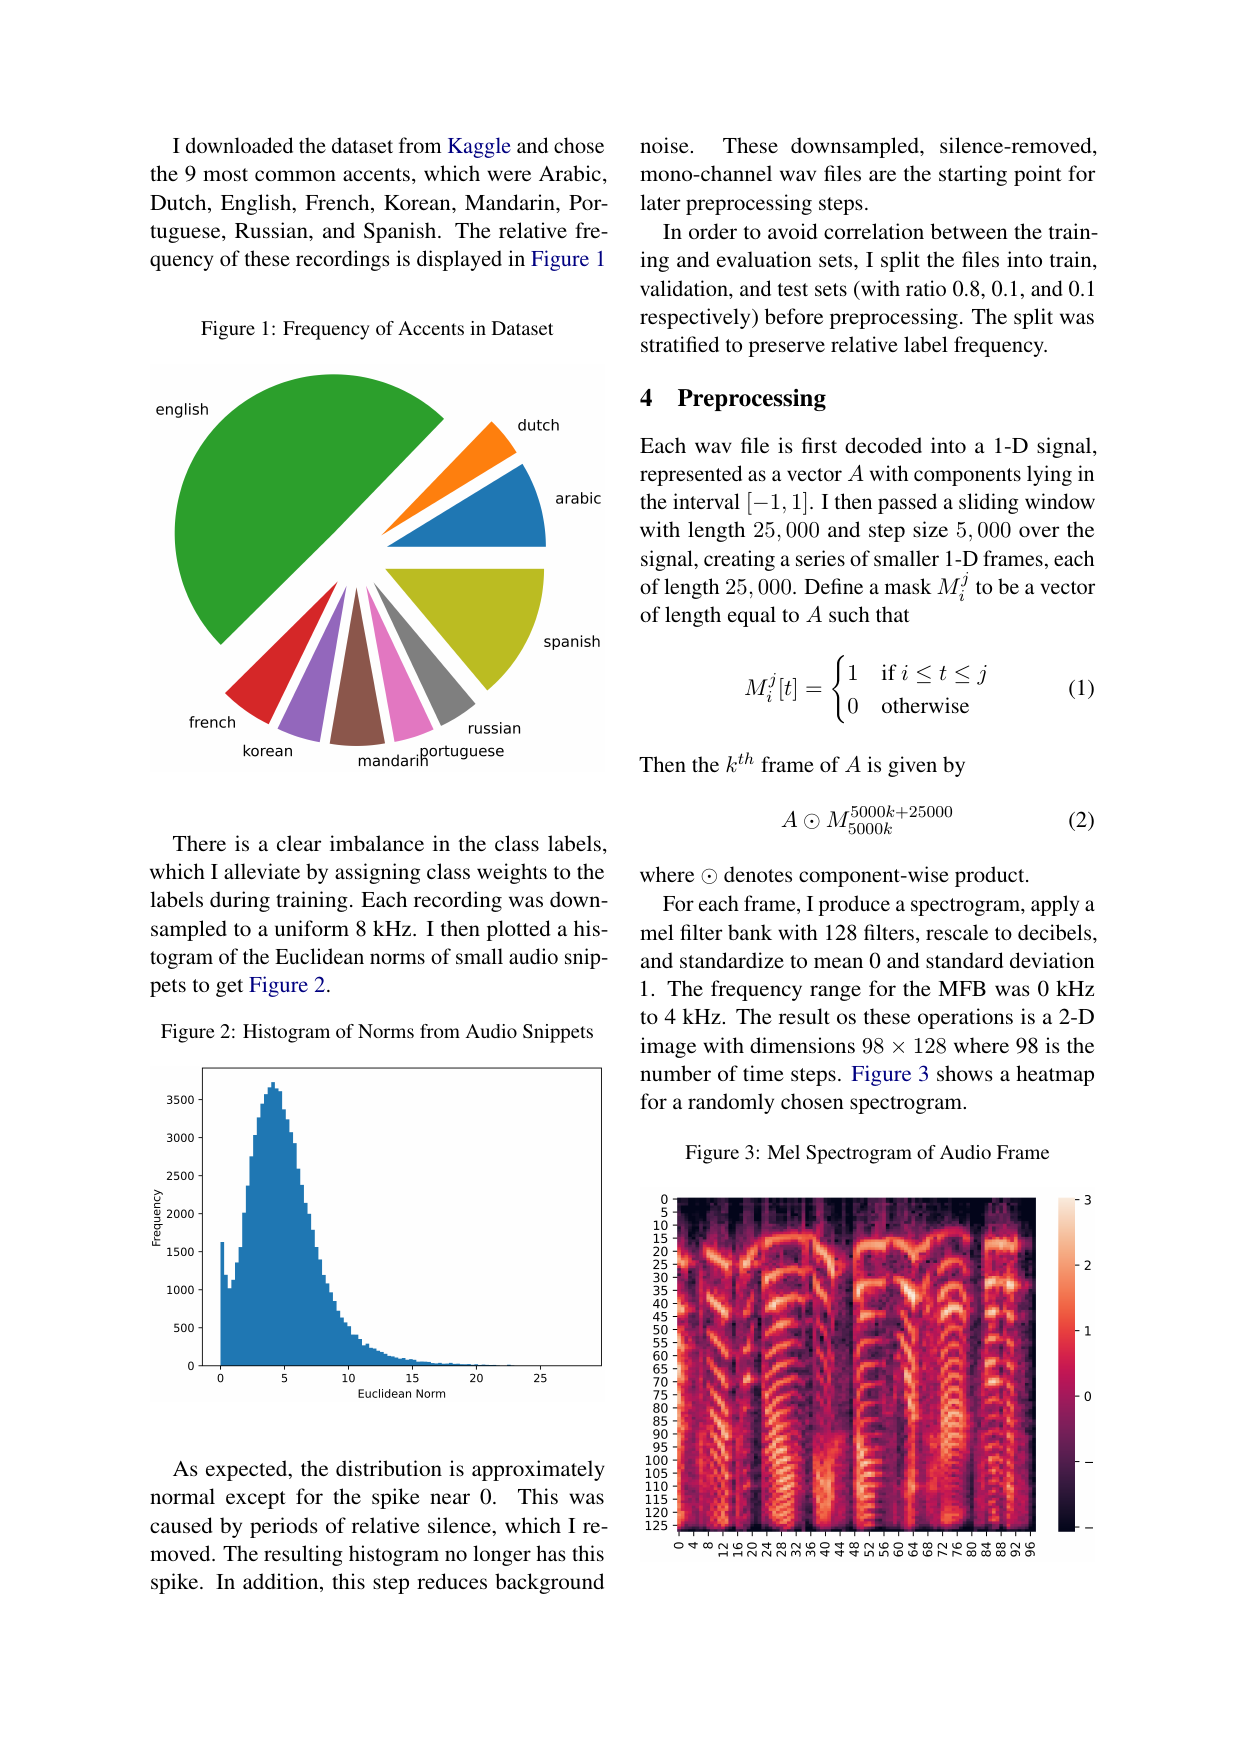 I downloaded the dataset from Kaggle and chose
the 9 most common accents, which were Arabic,
Dutch, English, French, Korean, Mandarin, Por-
tuguese, Russian, and Spanish. The relative fre-
quency of these recordings is displayed in Figure 1
Figure 1: Frequency of Accents in Dataset
english
dutch
arabic
spanish
french
russian
korean
portuguese
mandarin
There is a clear imbalance in the class labels,
which I alleviate by assigning class weights to the
labels during training. Each recording was down-
sampled to a uniform 8 kHz. I then plotted a his-
togram of the Euclidean norms of small audio snip-
pets to get Figure 2.
Figure 2: Histogram of Norms from Audio Snippets
Frequency
3500
3000
2500
2000
1500
1000
500
0
0 5 10 15 20 25
Euclidean Norm
As expected, the distribution is approximately
normal except for the spike near 0. This was
caused by periods of relative silence, which I re-
moved. The resulting histogram no longer has this
spike. In addition, this step reduces background
noise. These downsampled, silence-removed,
mono-channel wav files are the starting point for
later preprocessing steps.
In order to avoid correlation between the train-
ing and evaluation sets, I split the files into train,
validation, and test sets (with ratio 0.8, 0.1, and 0.1
respectively) before preprocessing. The split was
stratified to preserve relative label frequency.
4 Preprocessing
Each wav file is first decoded into a 1-D signal,
represented as a vector A with components lying in
the interval [−1, 1]. I then passed a sliding window
with length 25, 000 and step size 5, 000 over the
signal, creating a series of smaller 1-D frames, each
of length 25, 000. Define a mask M_i^j to be a vector
of length equal to A such that
M_i^j[t] = { 1 if i ≤ t ≤ j
0 otherwise (1)
Then the k^th frame of A is given by
A ⊙ M_{5000k}^{5000k+25000} (2)
where ⊙ denotes component-wise product.
For each frame, I produce a spectrogram, apply a
mel filter bank with 128 filters, rescale to decibels,
and standardize to mean 0 and standard deviation
1. The frequency range for the MFB was 0 kHz
to 4 kHz. The result os these operations is a 2-D
image with dimensions 98 × 128 where 98 is the
number of time steps. Figure 3 shows a heatmap
for a randomly chosen spectrogram.
Figure 3: Mel Spectrogram of Audio Frame
0
5
10
15
20
25
30
35
40
45
50
55
60
65
70
75
80
85
90
95
100
105
110
115
120
125
0 4 8 12 16 20 24 28 32 36 40 44 48 52 56 60 64 68 72 76 80 84 88 92 96
3
2
1
0
−
−